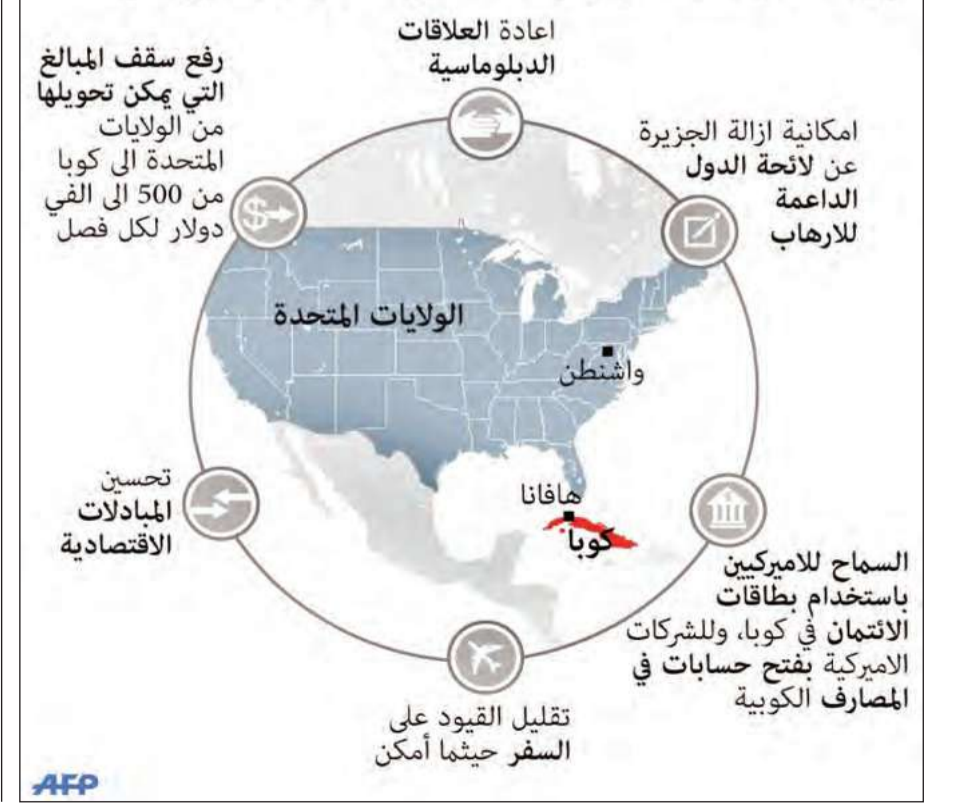 اعادة العلاقات
الدبلوماسية
امكانية ازالة الجزيرة
عن لائحة الدول
الداعمة
للارهاب
رفع سقف المبالغ
التي يمكن تحويلها
من الولايات
المتحدة الى كوبا
من 500 الى الفي
دولار لكل فصل
الولايات المتحدة
واشنطن
هافانا
كوبا
تحسين
المبادلات
الاقتصادية
السماح للاميركيين
باستخدام بطاقات
الائتمان في كوبا، وللشركات
الاميركية بفتح حسابات في
المصارف الكوبية
تقليل القيود على
السفر حيثما أمكن
AFP